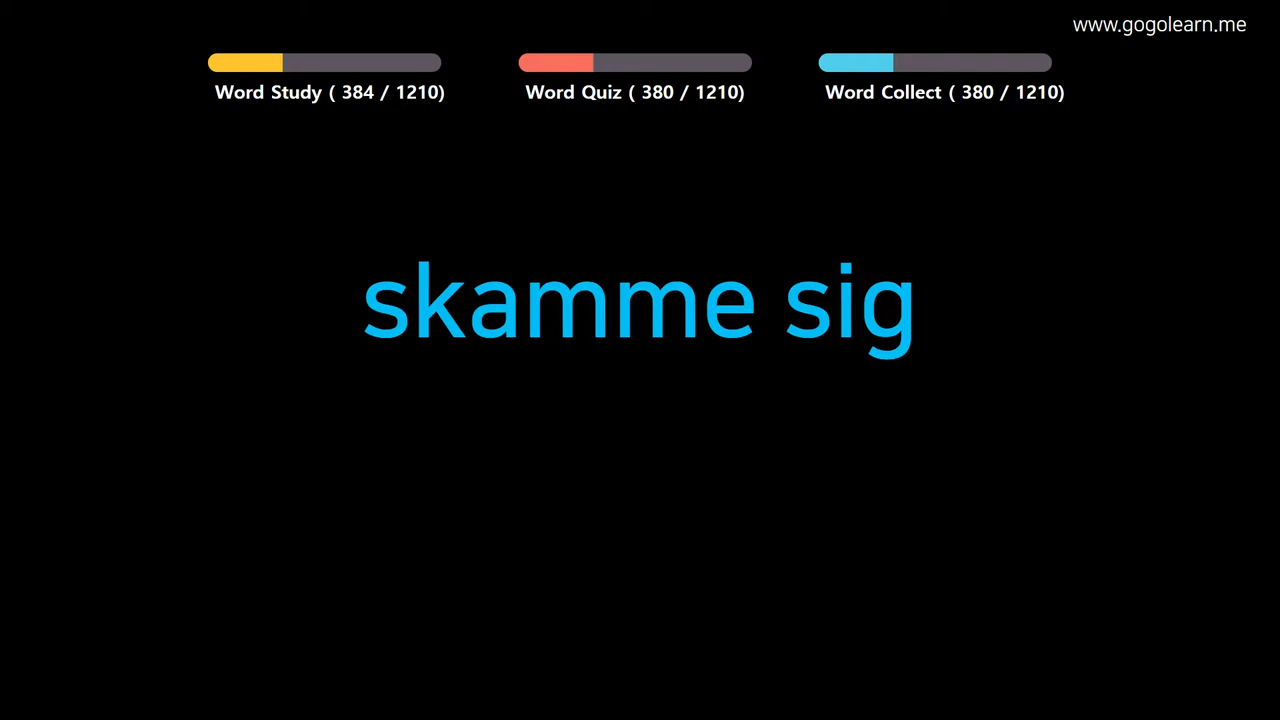 www.gogolearn.me
Word Study ( 384 / 1210)
Word Quiz ( 380 / 1210)
Word Collect ( 380 / 1210)
skamme sig